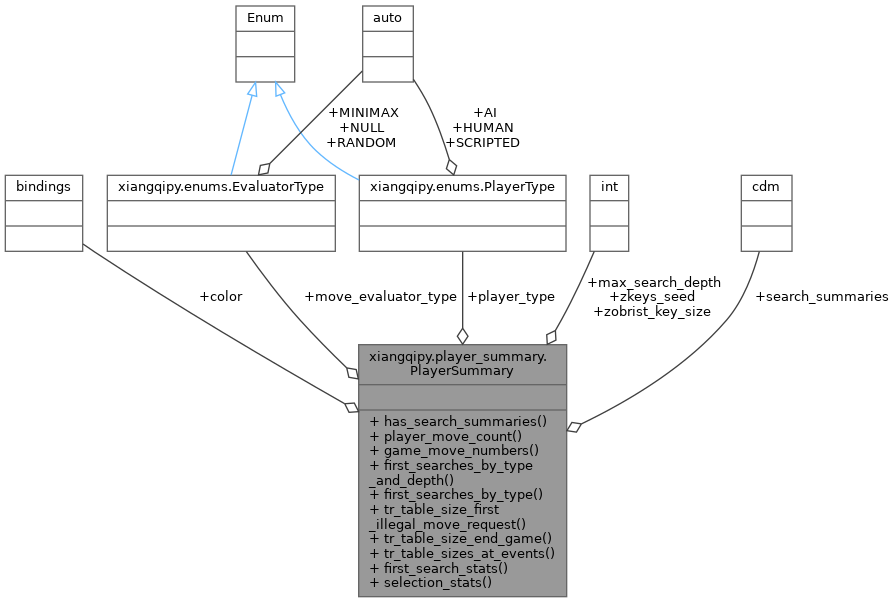 Enum
auto
+MINIMAX
+NULL
+RANDOM
+AI
+HUMAN
+SCRIPTED
bindings
xiangqipy.enums.EvaluatorType
xiangqipy.enums.PlayerType
int
cdm
+color
+move_evaluator_type
+player_type
+max_search_depth
+zkeys_seed
+zobrist_key_size
+search_summaries
xiangqipy.player_summary.
PlayerSummary
+ has_search_summaries()
+ player_move_count()
+ game_move_numbers()
+ first_searches_by_type
_and_depth()
+ first_searches_by_type()
+ tr_table_size_first
_illegal_move_request()
+ tr_table_size_end_game()
+ tr_table_sizes_at_events()
+ first_search_stats()
+ selection_stats()